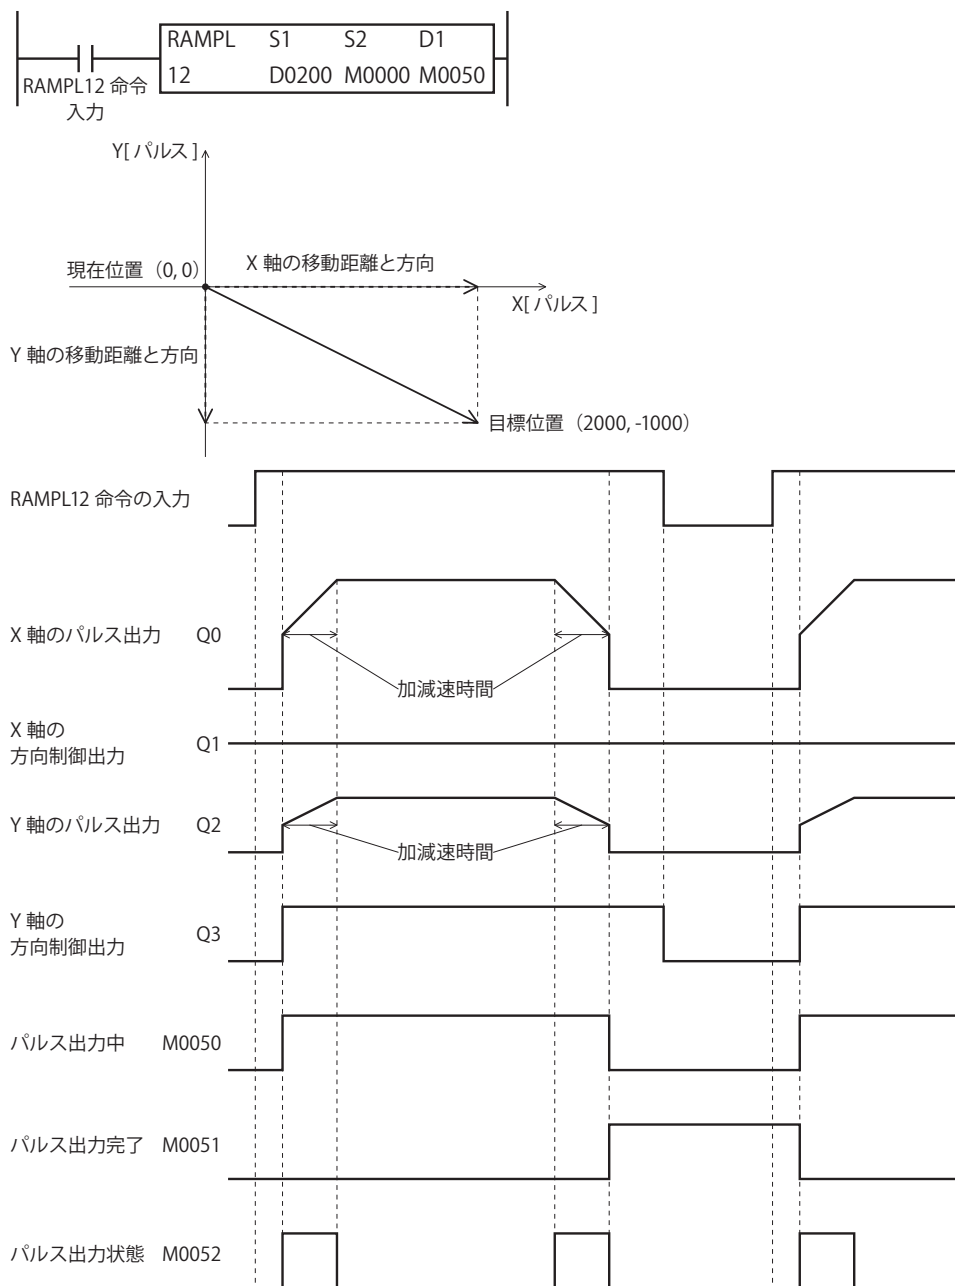 RAMPL S1 S2 D1
12 D0200 M0000 M0050
RAMPL12 命令
入力
Y[ パルス ]
現在位置（0, 0）
X 軸の移動距離と方向
X[ パルス ]
Y 軸の移動距離と方向
目標位置（2000, -1000）
RAMPL12 命令の入力
X 軸のパルス出力 Q0
加減速時間
X 軸の
方向制御出力 Q1
Y 軸のパルス出力 Q2
加減速時間
Y 軸の
方向制御出力 Q3
パルス出力中 M0050
パルス出力完了 M0051
パルス出力状態 M0052